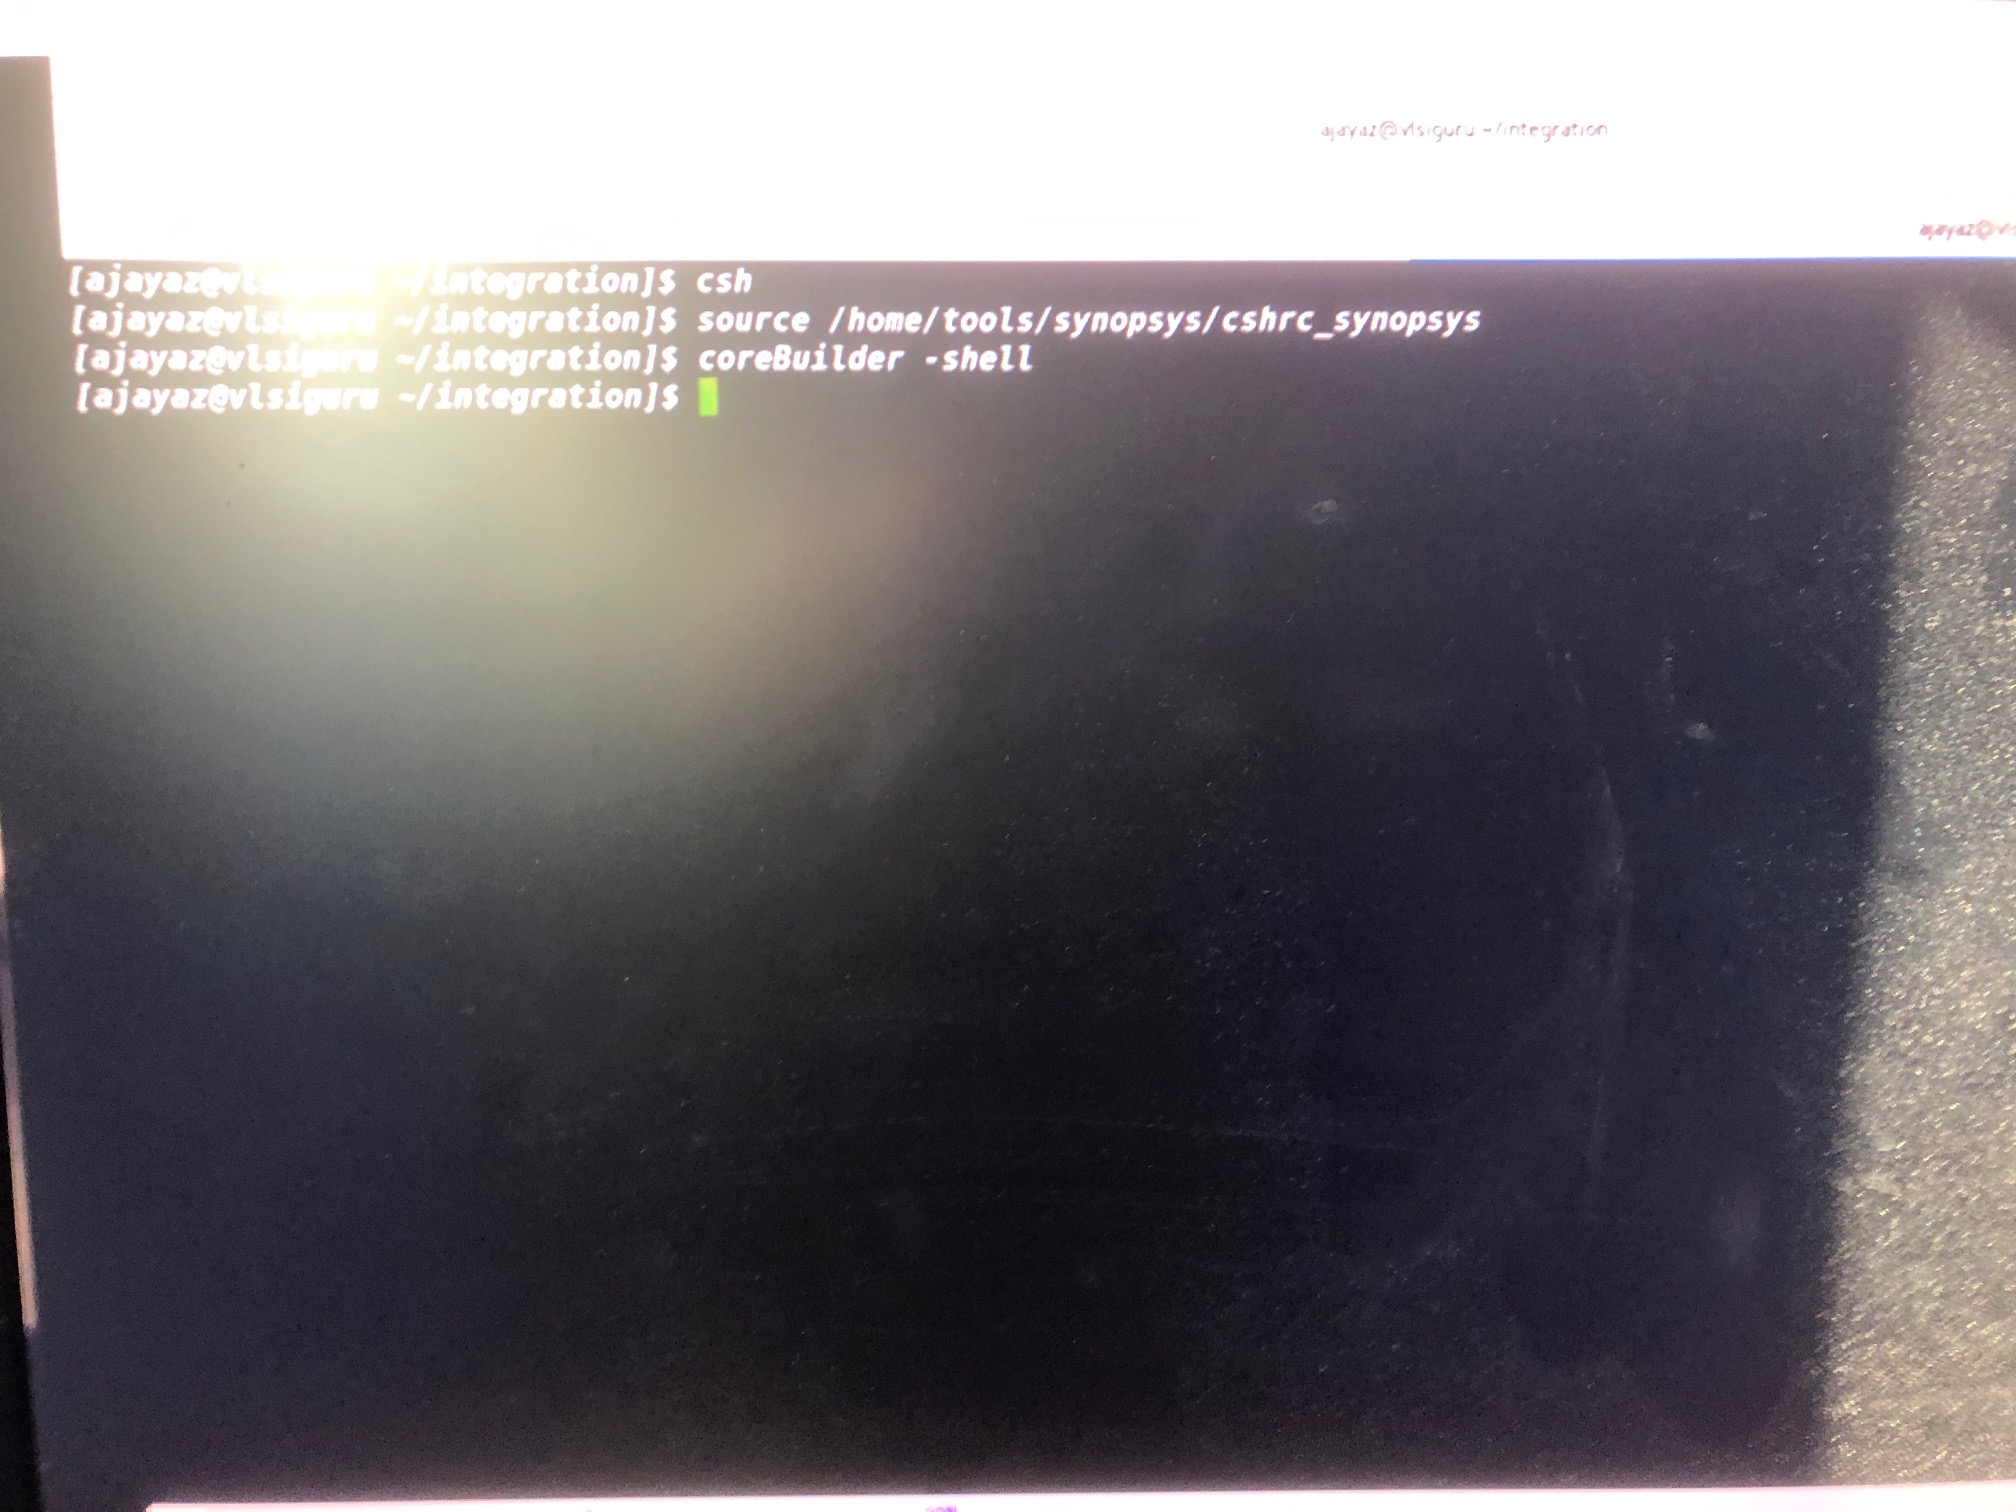 ajayaz@vlsiguru ~/integration
[ajayaz@vlsiguru ~/integration]$ csh
[ajayaz@vlsiguru ~/integration]$ source /home/tools/synopsys/cshrc_synopsys
[ajayaz@vlsiguru ~/integration]$ coreBuilder -shell
[ajayaz@vlsiguru ~/integration]$